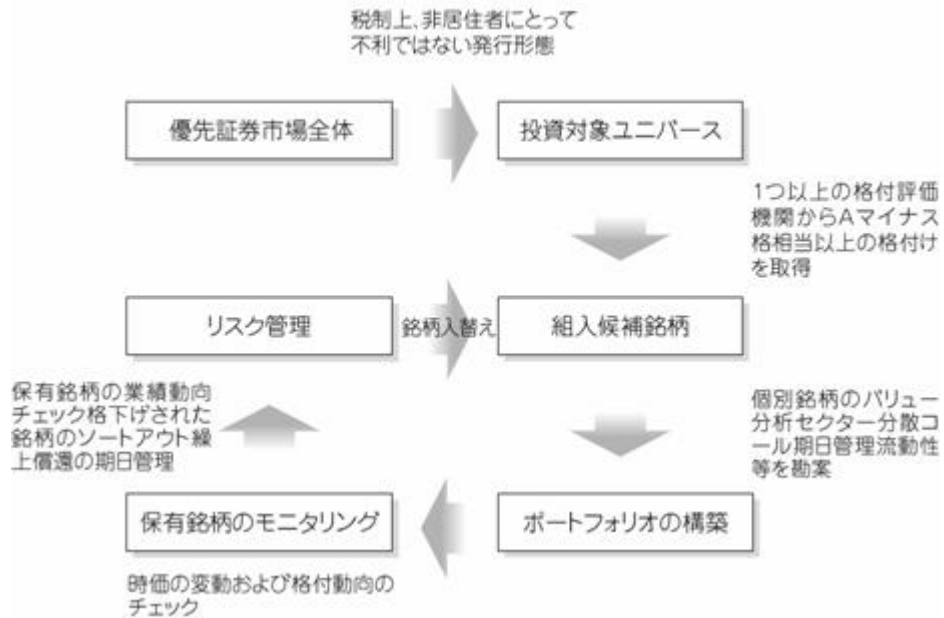 税制上、非居住者にとって
不利ではない発行形態
優先証券市場全体
投資対象ユニバース
1つ以上の格付評価
機関からAマイナス
格相当以上の格付け
を取得
リスク管理
銘柄入替え
組入候補銘柄
保有銘柄の業績動向
チェック格下げされた
銘柄のソートアウト繰
上償還の期日管理
個別銘柄のバリュー
分析セクター分散コ
ール期日管理流動性
等を勘案
保有銘柄のモニタリング
ポートフォリオの構築
時価の変動および格付動向の
チェック